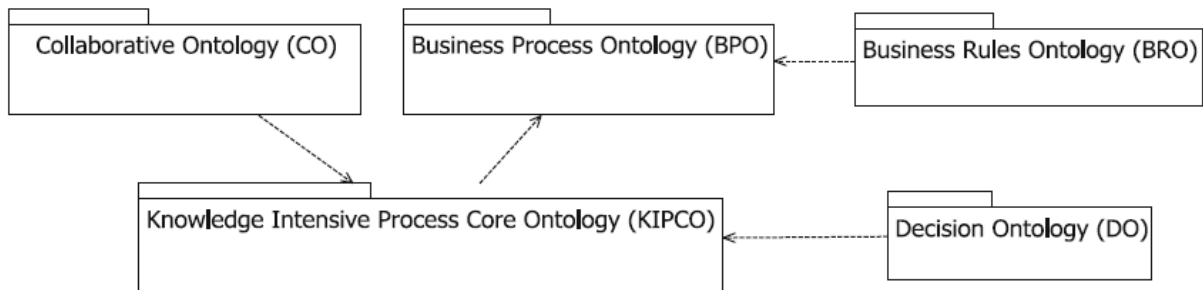 Collaborative Ontology (CO)
Business Process Ontology (BPO)
Business Rules Ontology (BRO)
Knowledge Intensive Process Core Ontology (KIPCO)
Decision Ontology (DO)